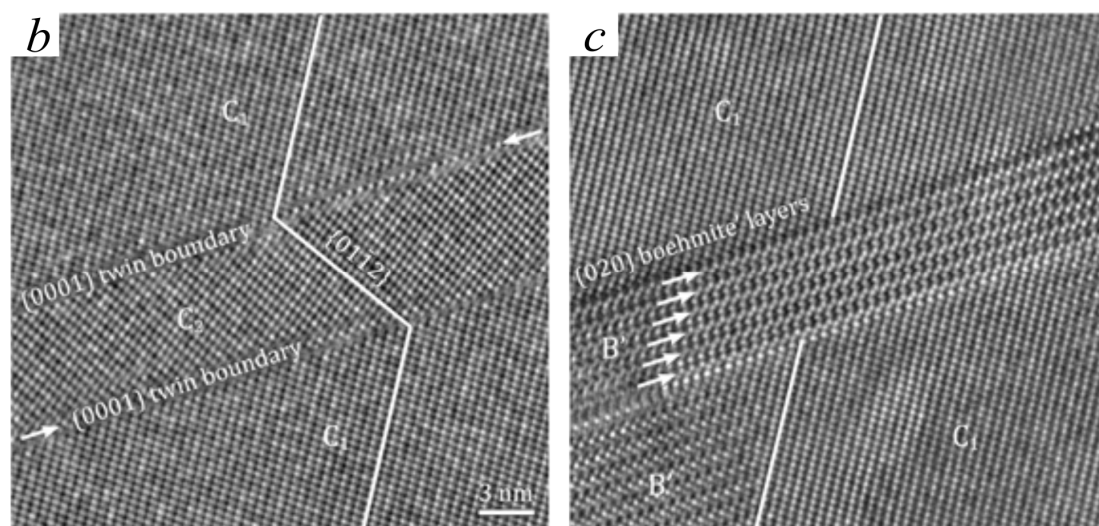 b
C₁
{0001} twin boundary
{0112}
C₂
{0001} twin boundary
C₁
3 nm
c
C₁
{020} boehmite' layers
B'
C₁
B'